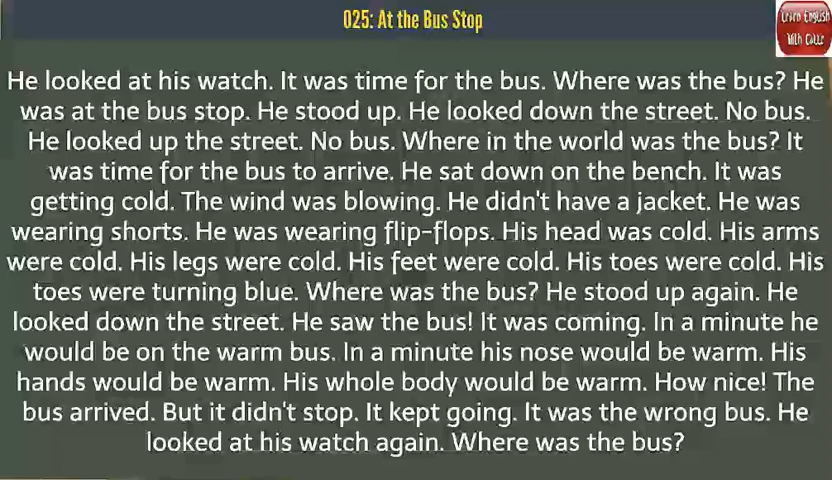 025: At the Bus Stop
Learn English
With Cattz
He looked at his watch. It was time for the bus. Where was the bus? He
was at the bus stop. He stood up. He looked down the street. No bus.
He looked up the street. No bus. Where in the world was the bus? It
was time for the bus to arrive. He sat down on the bench. It was
getting cold. The wind was blowing. He didn't have a jacket. He was
wearing shorts. He was wearing flip-flops. His head was cold. His arms
were cold. His legs were cold. His feet were cold. His toes were cold. His
toes were turning blue. Where was the bus? He stood up again. He
looked down the street. He saw the bus! It was coming. In a minute he
would be on the warm bus. In a minute his nose would be warm. His
hands would be warm. His whole body would be warm. How nice! The
bus arrived. But it didn't stop. It kept going. It was the wrong bus. He
looked at his watch again. Where was the bus?